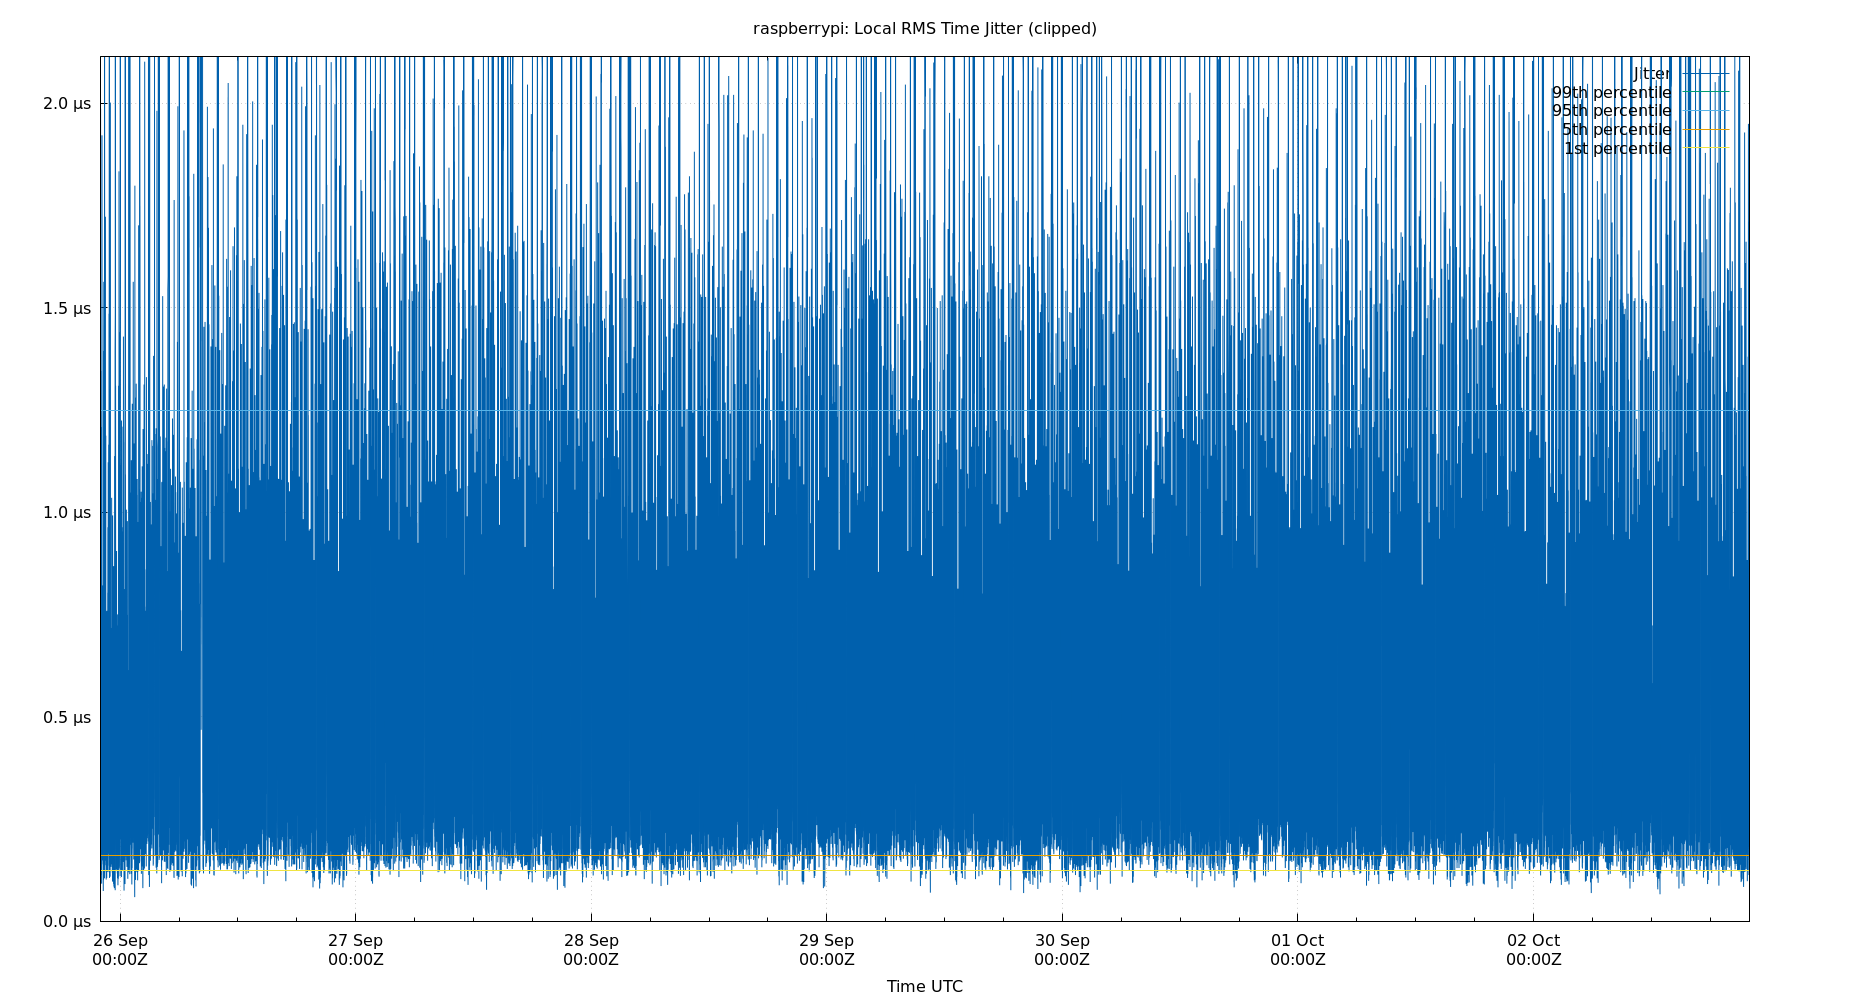 raspberrypi: Local RMS Time Jitter (clipped)
Jitter
99th percentile
95th percentile
5th percentile
1st percentile
2.0 µs
1.5 µs
1.0 µs
0.5 µs
0.0 µs
26 Sep
00:00Z
27 Sep
00:00Z
28 Sep
00:00Z
29 Sep
00:00Z
30 Sep
00:00Z
01 Oct
00:00Z
02 Oct
00:00Z
Time UTC